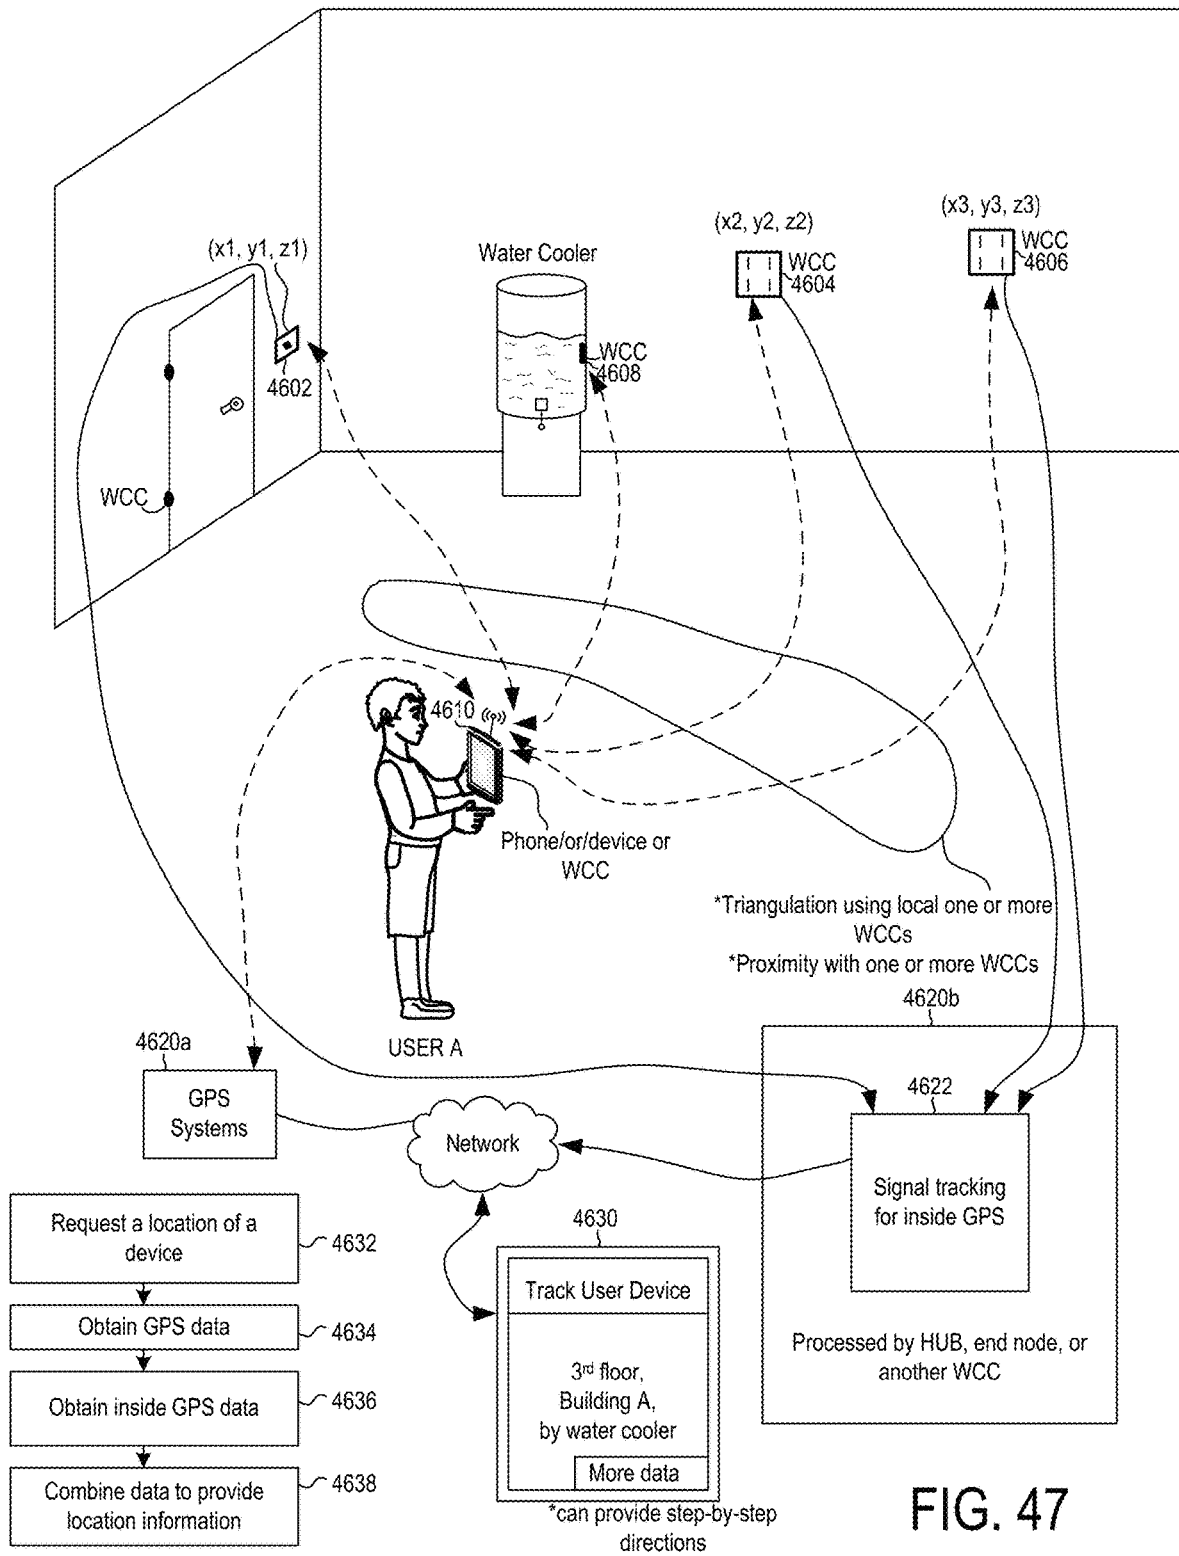 (x3, y3, z3)
(x2, y2, z2)
WCC
4606
(x1, y1, z1)
Water Cooler
WCC
4604
WCC
4608
4602
WCC
4610
Phone/or/device or
WCC
*Triangulation using local one or more
WCCs
*Proximity with one or more WCCs
4620b
USER A
4620a
GPS
Systems
4622
Network
Signal tracking
for inside GPS
Request a location of a
device
4632
4630
Track User Device
Obtain GPS data
4634
Processed by HUB, end node, or
another WCC
3rd floor,
Building A,
by water cooler
Obtain inside GPS data
4636
More data
Combine data to provide
location information
4638
*can provide step-by-step
directions
FIG. 47